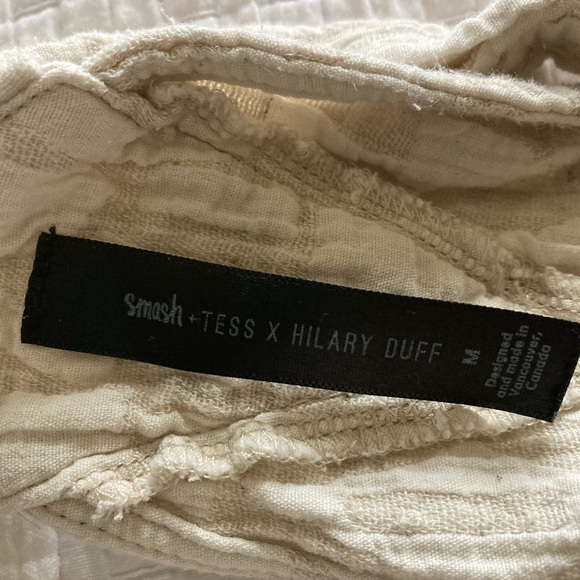 smash + TESS X HILARY DUFF M
Designed
and made in
Vancouver,
Canada